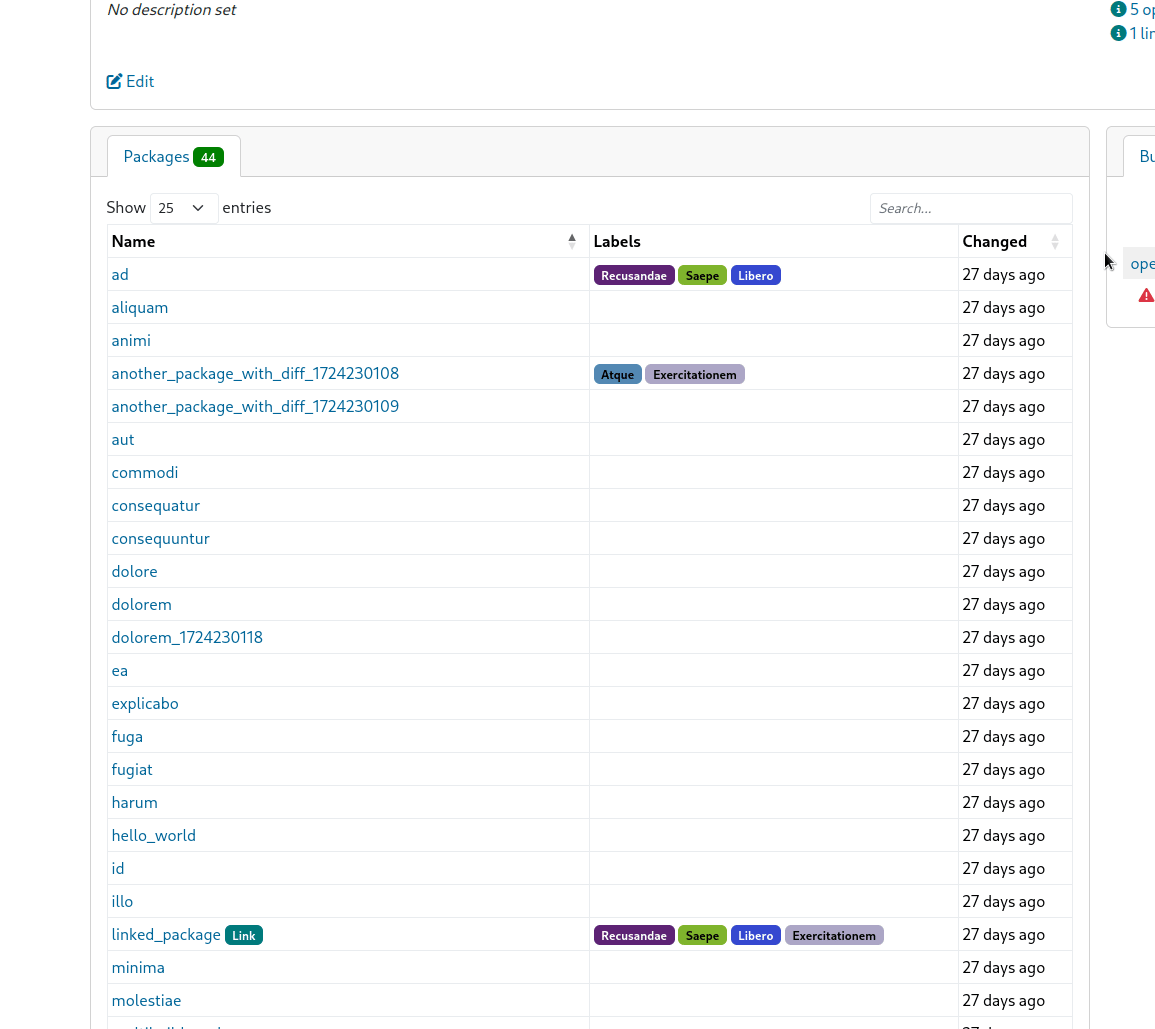 No description set
5 op
1 lin
Edit
Packages 44
Bu
Show 25 entries
Search...
Name Labels Changed
ad Recusandae Saepe Libero 27 days ago
ope
aliquam 27 days ago
animi 27 days ago
another_package_with_diff_1724230108 Atque Exercitationem 27 days ago
another_package_with_diff_1724230109 27 days ago
aut 27 days ago
commodi 27 days ago
consequatur 27 days ago
consequuntur 27 days ago
dolore 27 days ago
dolorem 27 days ago
dolorem_1724230118 27 days ago
ea 27 days ago
explicabo 27 days ago
fuga 27 days ago
fugiat 27 days ago
harum 27 days ago
hello_world 27 days ago
id 27 days ago
illo 27 days ago
linked_package Link Recusandae Saepe Libero Exercitationem 27 days ago
minima 27 days ago
molestiae 27 days ago